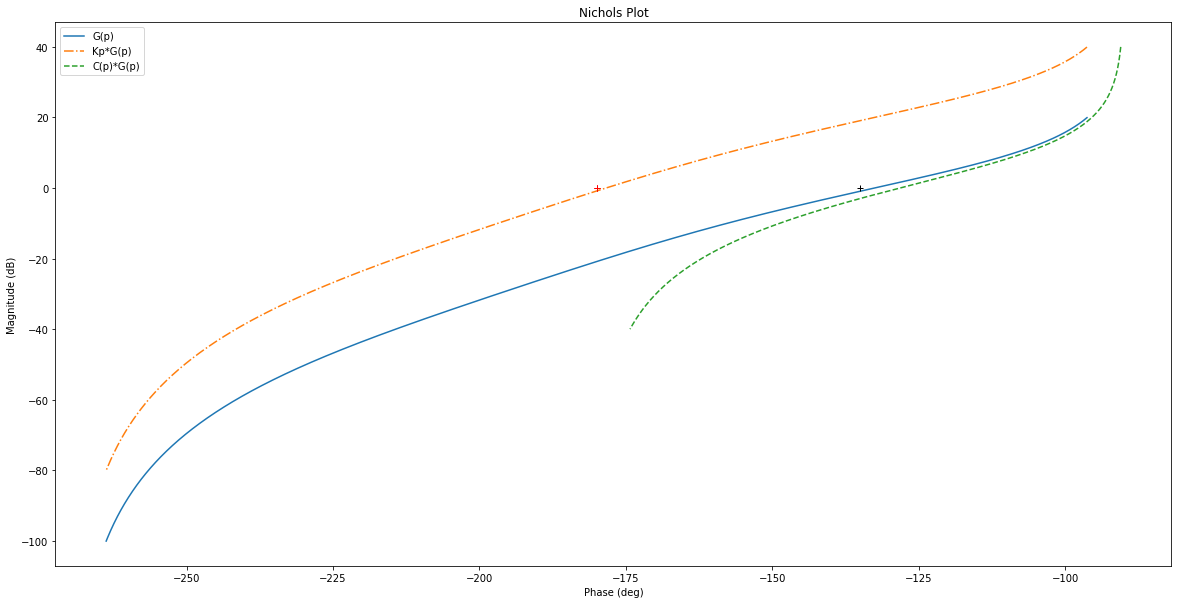 Nichols Plot
G(p)
Kp*G(p)
C(p)*G(p)
40
20
0
−20
−40
−60
−80
−100
Magnitude (dB)
−250
−225
−200
−175
−150
−125
−100
Phase (deg)